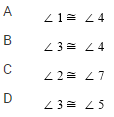 A ∠ 1 ≅ ∠ 4
B ∠ 3 ≅ ∠ 4
C ∠ 2 ≅ ∠ 7
D ∠ 3 ≅ ∠ 5